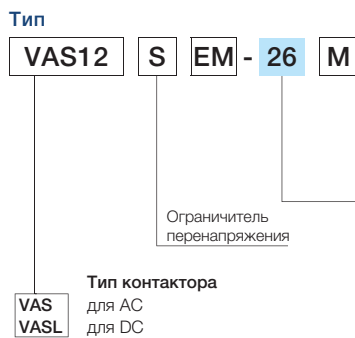 Тип
VAS12 S EM - 26 M
Ограничитель
перенапряжения
Тип контактора
VAS для AC
VASL для DC